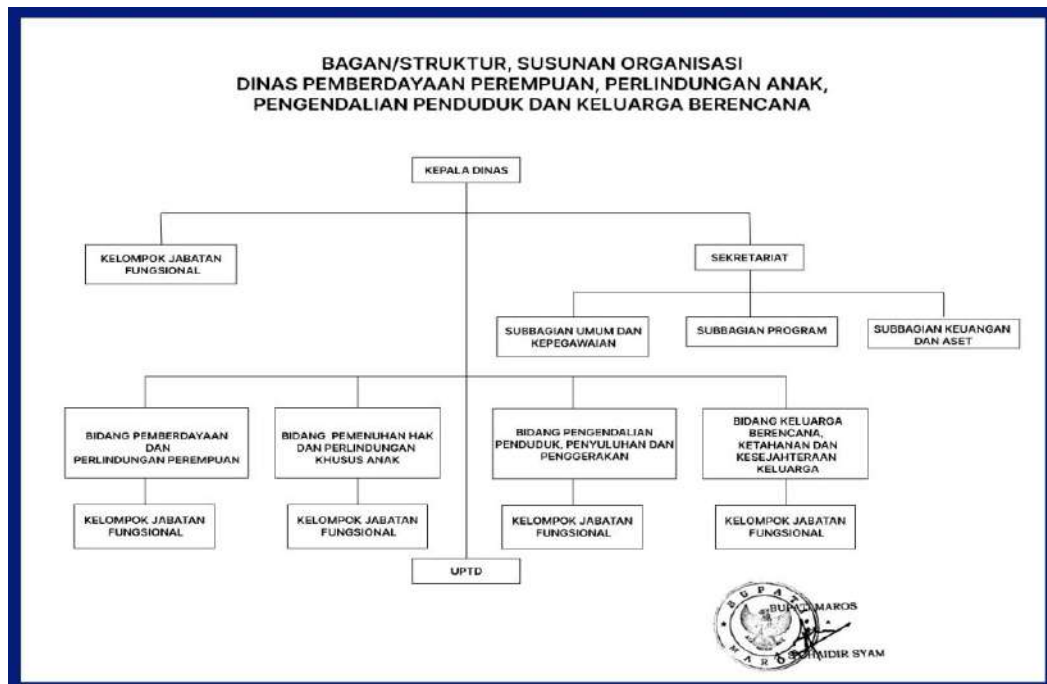 BAGAN/STRUKTUR, SUSUNAN ORGANISASI
DINAS PEMBERDAYAAN PEREMPUAN, PERLINDUNGAN ANAK,
PENGENDALIAN PENDUDUK DAN KELUARGA BERENCANA
KEPALA DINAS
KELOMPOK JABATAN
FUNGSIONAL
SEKRETARIAT
SUBBAGIAN UMUM DAN
KEPEGAWAIAN
SUBBAGIAN PROGRAM
SUBBAGIAN KEUANGAN
DAN ASET
BIDANG PEMBERDAYAAN
DAN
PERLINDUNGAN PEREMPUAN
BIDANG PEMENUHAN HAK
DAN PERLINDUNGAN
KHUSUS ANAK
BIDANG PENGENDALIAN
PENDUDUK, PENYULUHAN DAN
PENGGERAKAN
BIDANG KELUARGA
BERENCANA,
KETAHANAN DAN
KESEJAHTERAAN
KELUARGA
KELOMPOK JABATAN
FUNGSIONAL
KELOMPOK JABATAN
FUNGSIONAL
KELOMPOK JABATAN
FUNGSIONAL
KELOMPOK JABATAN
FUNGSIONAL
UPTD
BUPATI MAROS
BUPATI
MAROS
SYAM